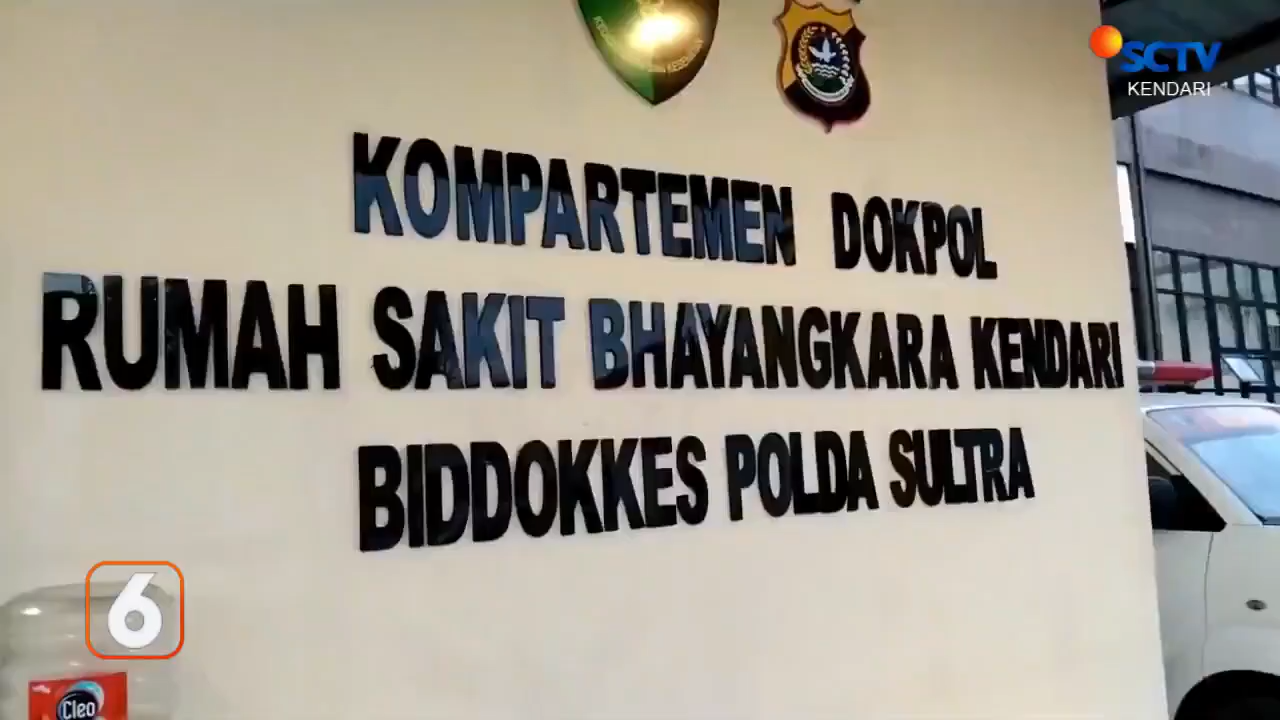 SCTV
KENDARI
KOMPARTEMEN DOKPOL
RUMAH SAKIT BHAYANGKARA KENDARI
BIDDOKKES POLDA SULTRA
6
Cleo